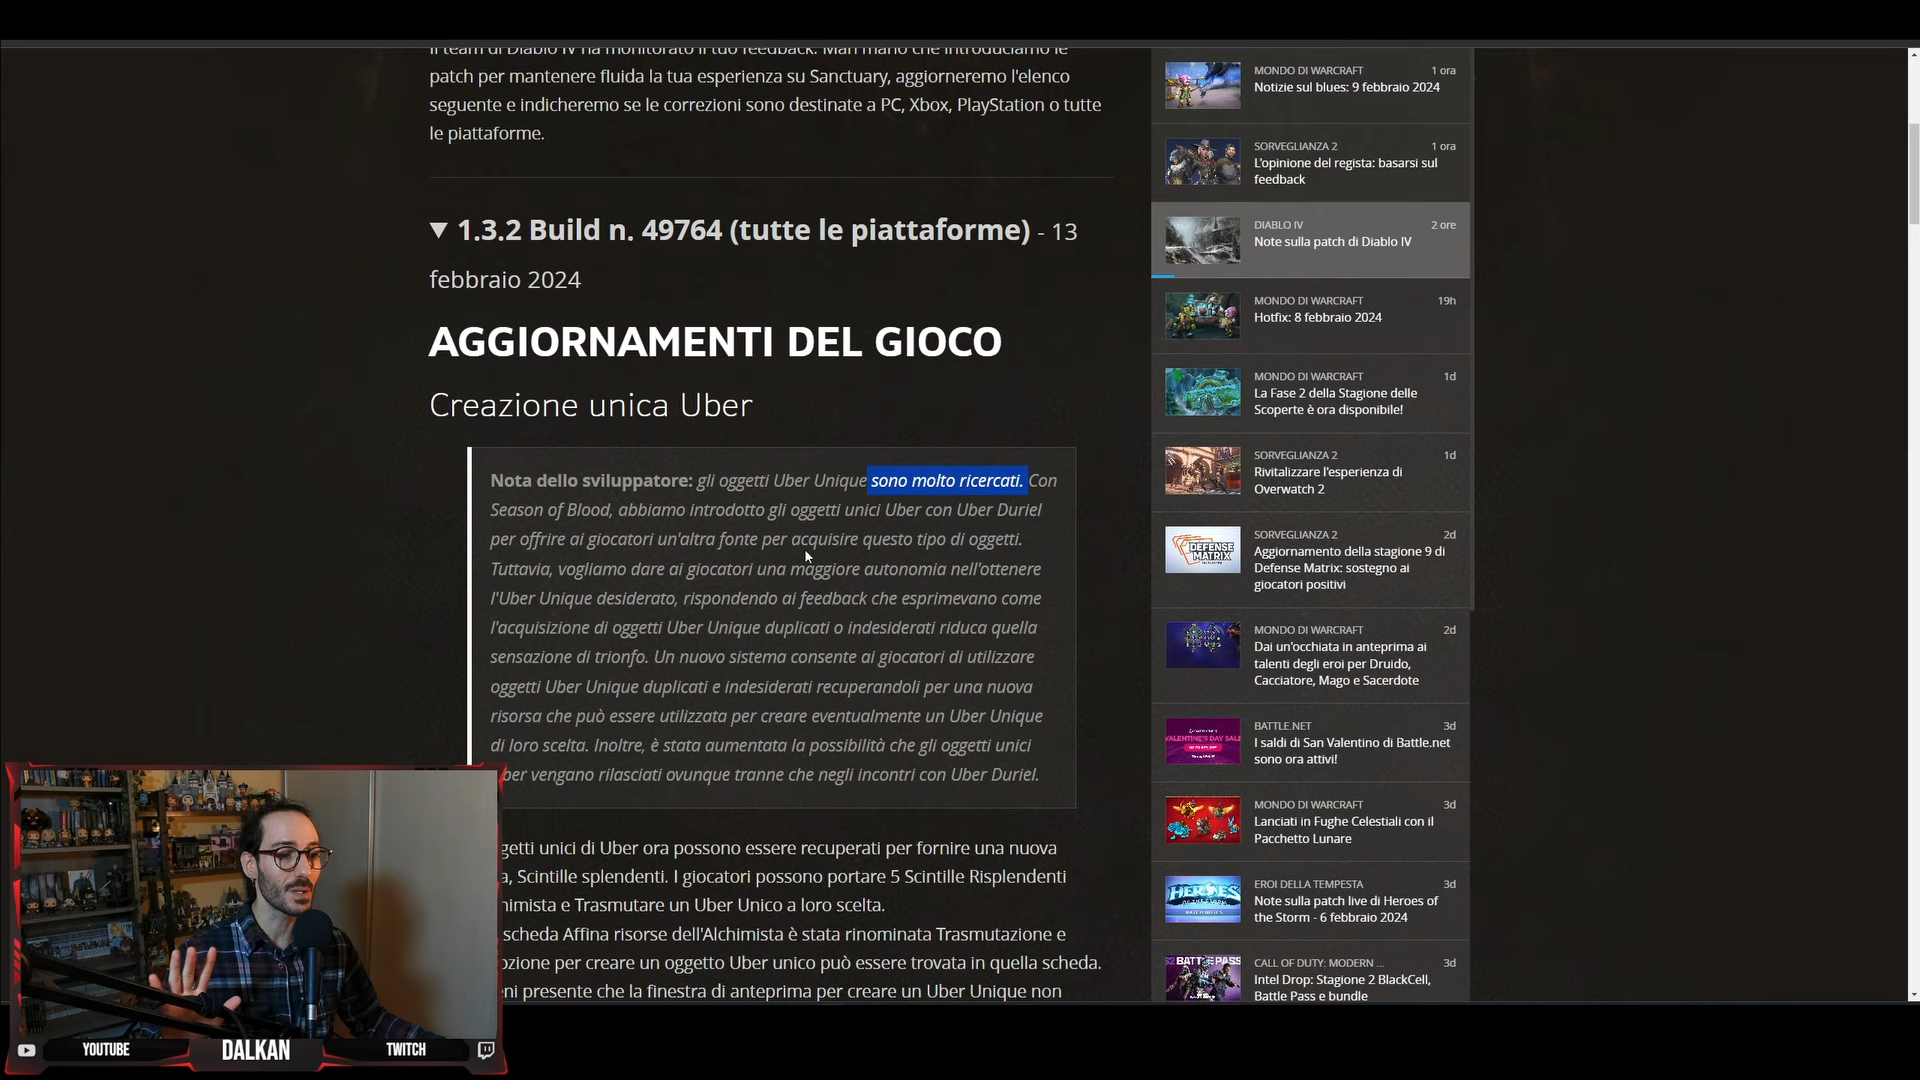 Il team di Diablo IV ha monitorato il tuo feedback. Man mano che introduciamo le
patch per mantenere fluida la tua esperienza su Sanctuary, aggiorneremo l'elenco
seguente e indicheremo se le correzioni sono destinate a PC, Xbox, PlayStation o tutte
le piattaforme.
▼ 1.3.2 Build n. 49764 (tutte le piattaforme) - 13
febbraio 2024
AGGIORNAMENTI DEL GIOCO
Creazione unica Uber
Nota dello sviluppatore: gli oggetti Uber Unique sono molto ricercati. Con
Season of Blood, abbiamo introdotto gli oggetti unici Uber con Uber Duriel
per offrire ai giocatori un'altra fonte per acquisire questo tipo di oggetti.
Tuttavia, vogliamo dare ai giocatori una maggiore autonomia nell'ottenere
l'Uber Unique desiderato, rispondendo ai feedback che esprimevano come
l'acquisizione di oggetti Uber Unique duplicati o indesiderati riduca quella
sensazione di trionfo. Un nuovo sistema consente ai giocatori di utilizzare
oggetti Uber Unique duplicati e indesiderati recuperandoli per una nuova
risorsa che può essere utilizzata per creare eventualmente un Uber Unique
di loro scelta. Inoltre, è stata aumentata la possibilità che gli oggetti unici
ber vengano rilasciati ovunque tranne che negli incontri con Uber Duriel.
getti unici di Uber ora possono essere recuperati per fornire una nuova
a, Scintille splendenti. I giocatori possono portare 5 Scintille Risplendenti
himista e Trasmutare un Uber Unico a loro scelta.
scheda Affina risorse dell'Alchimista è stata rinominata Trasmutazione e
zione per creare un oggetto Uber unico può essere trovata in quella scheda.
eni presente che la finestra di anteprima per creare un Uber Unique non
MONDO DI WARCRAFT 1 ora
Notizie sul blues: 9 febbraio 2024
SORVEGLIANZA 2 1 ora
L'opinione del regista: basarsi sul
feedback
DIABLO IV 2 ore
Note sulla patch di Diablo IV
MONDO DI WARCRAFT 19h
Hotfix: 8 febbraio 2024
MONDO DI WARCRAFT 1d
La Fase 2 della Stagione delle
Scoperte è ora disponibile!
SORVEGLIANZA 2 1d
Rivitalizzare l'esperienza di
Overwatch 2
SORVEGLIANZA 2 2d
Aggiornamento della stagione 9 di
Defense Matrix: sostegno ai
giocatori positivi
DEFENSE
MATRIX
MONDO DI WARCRAFT 2d
Dai un'occhiata in anteprima ai
talenti degli eroi per Druido,
Cacciatore, Mago e Sacerdote
BATTLE.NET 3d
I saldi di San Valentino di Battle.net
sono ora attivi!
VALENTINE'S DAY SALE
MONDO DI WARCRAFT 3d
Lanciati in Fughe Celestiali con il
Pacchetto Lunare
EROI DELLA TEMPESTA 3d
Note sulla patch live di Heroes of
the Storm - 6 febbraio 2024
HEROES
CALL OF DUTY: MODERN ... 3d
Intel Drop: Stagione 2 BlackCell,
Battle Pass e bundle
BATTLE PASS
YOUTUBE
DALKAN
TWITCH